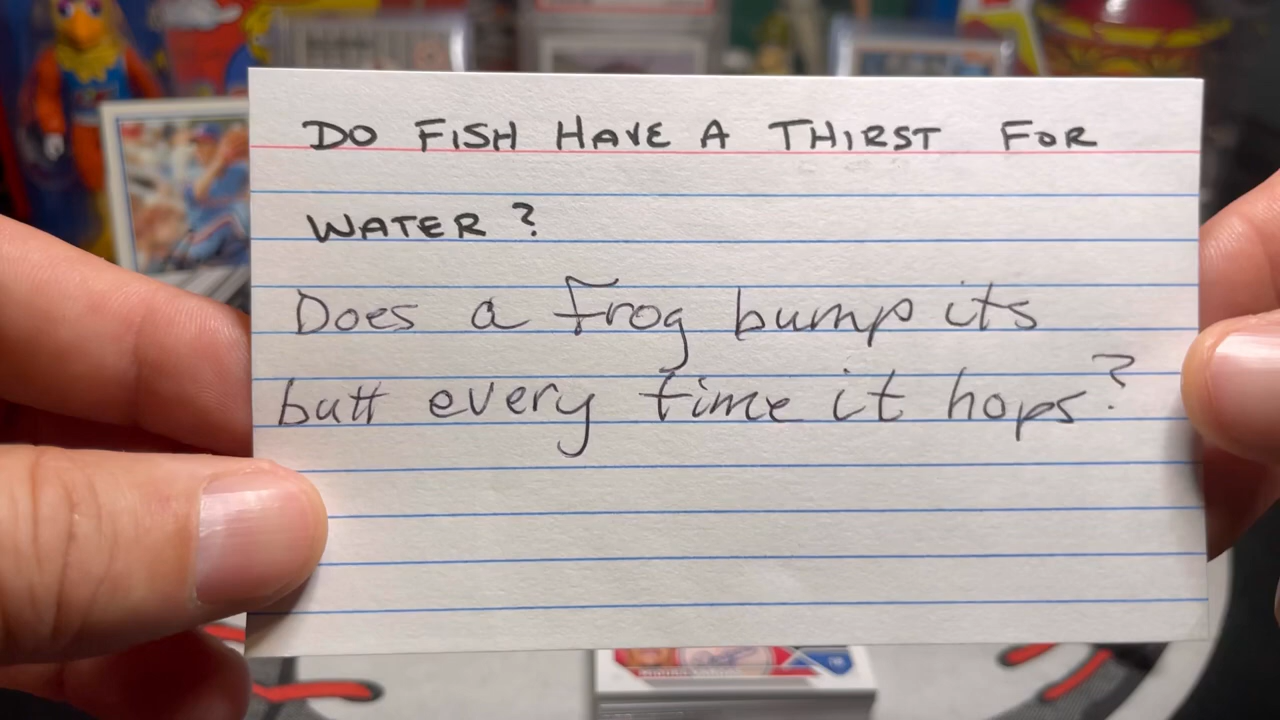 DO FISH HAVE A THIRST FOR
WATER?
Does a frog bump its
butt every time it hops?